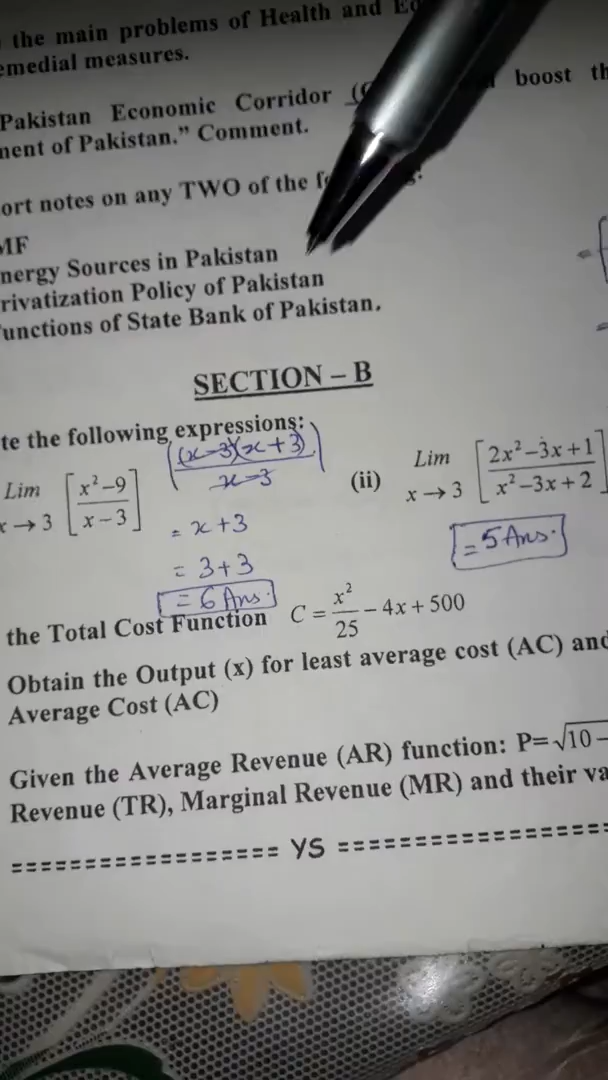 the main problems of Health and
emedial measures.
Pakistan Economic Corridor boost th
ment of Pakistan." Comment.
ort notes on any TWO of the
MF
nergy Sources in Pakistan
rivatization Policy of Pakistan
unctions of State Bank of Pakistan.
SECTION – B
te the following expressions:
Lim x → 3 [x²–9 / x–3] ((x–3)(x+3) / x–3) (ii) Lim x → 3 [2x²–3x+1 / x²–3x+2]
= x+3
= 3+3
= 6 Ans.
= 5 Ans.
the Total Cost Function C = x²/25 – 4x + 500
Obtain the Output (x) for least average cost (AC) and
Average Cost (AC)
Given the Average Revenue (AR) function: P=√10 –
Revenue (TR), Marginal Revenue (MR) and their va
================== YS ==================